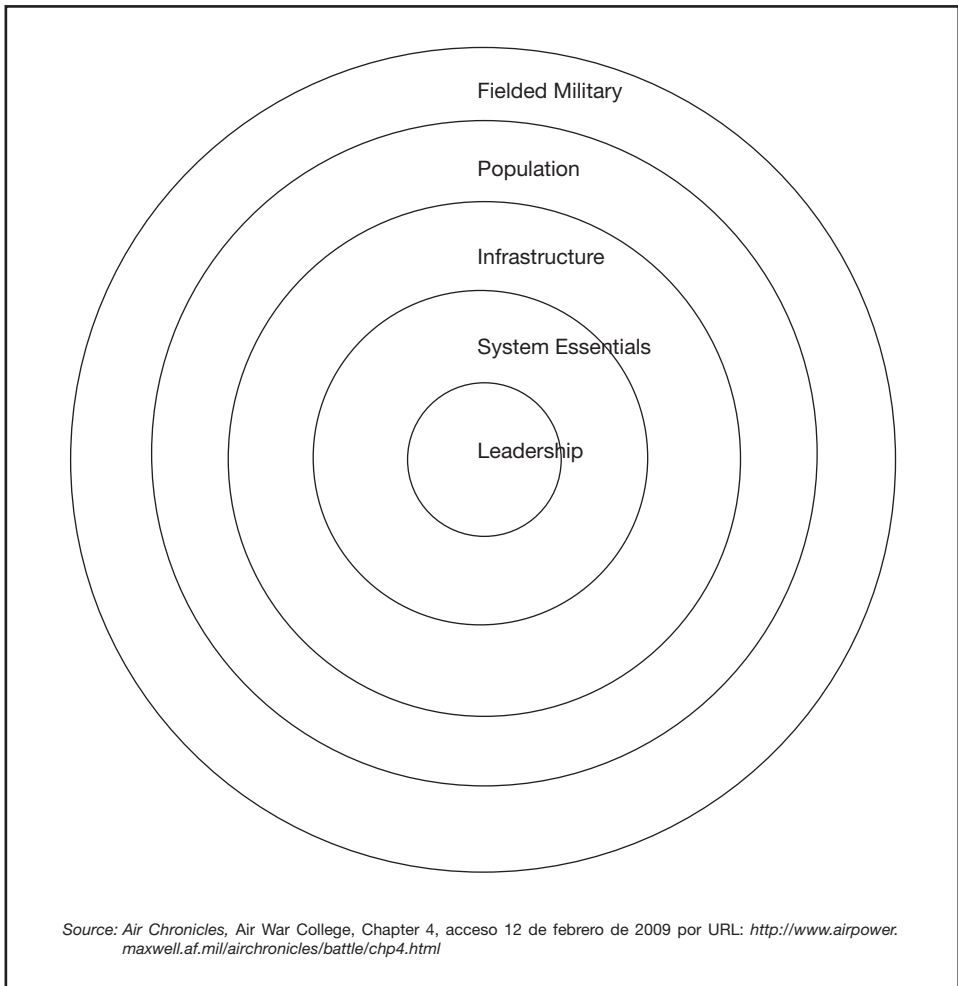 Fielded Military
Population
Infrastructure
System Essentials
Leadership
Source: Air Chronicles, Air War College, Chapter 4, acceso 12 de febrero de 2009 por URL: http://www.airpower.
maxwell.af.mil/airchronicles/battle/chp4.html